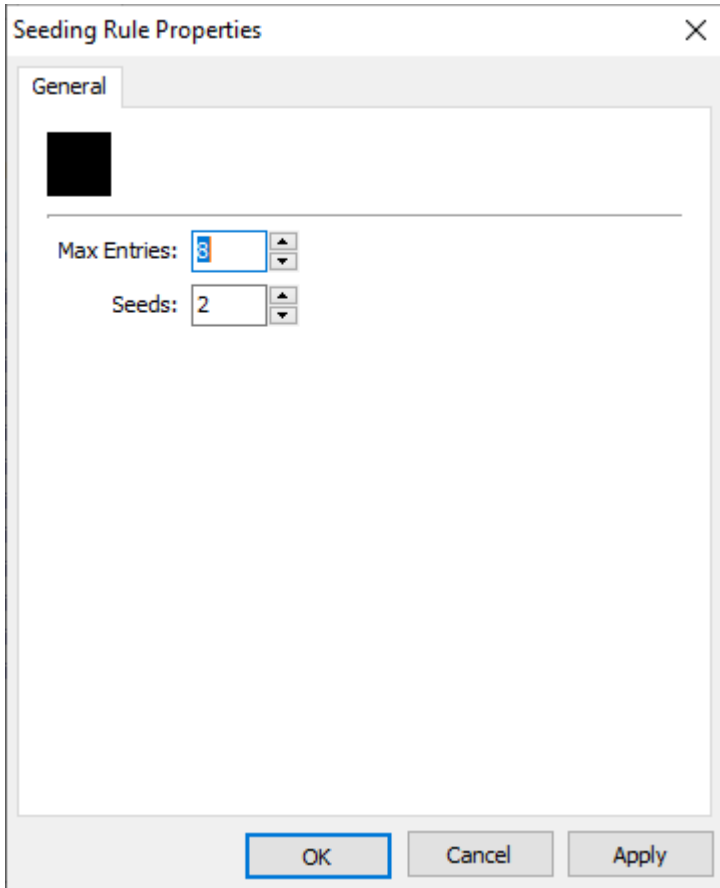 Seeding Rule Properties
General
Max Entries: 8
Seeds: 2
OK Cancel Apply